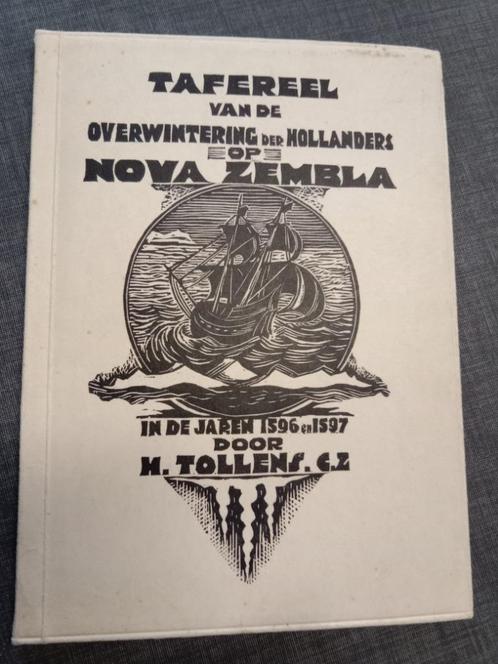 TAFEREEL
VAN DE
OVERWINTERING DER HOLLANDERS
OP
NOVA ZEMBLA
IN DE JAREN 1596 en 1597
DOOR
H. TOLLENS. C.Z